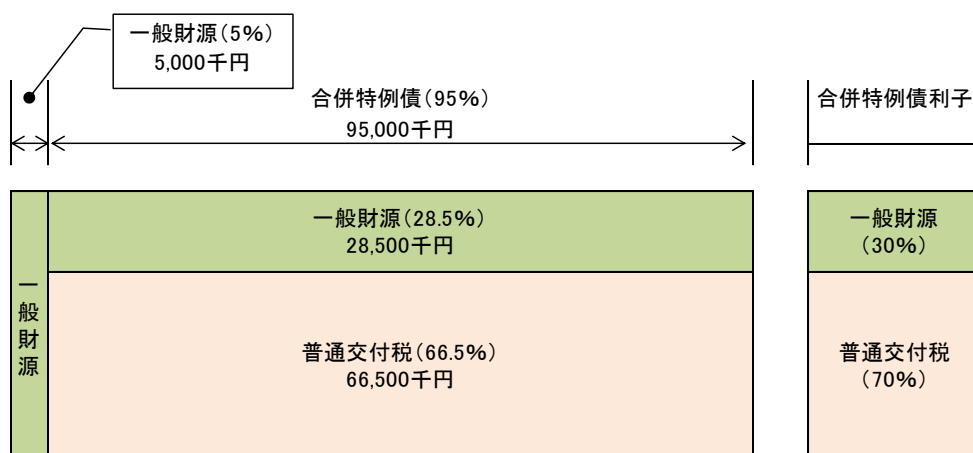 一般財源(5%)
5,000千円
合併特例債(95%)
95,000千円
合併特例債利子
一般財源(28.5%)
28,500千円
一般財源
(30%)
一般財源
普通交付税(66.5%)
66,500千円
普通交付税
(70%)